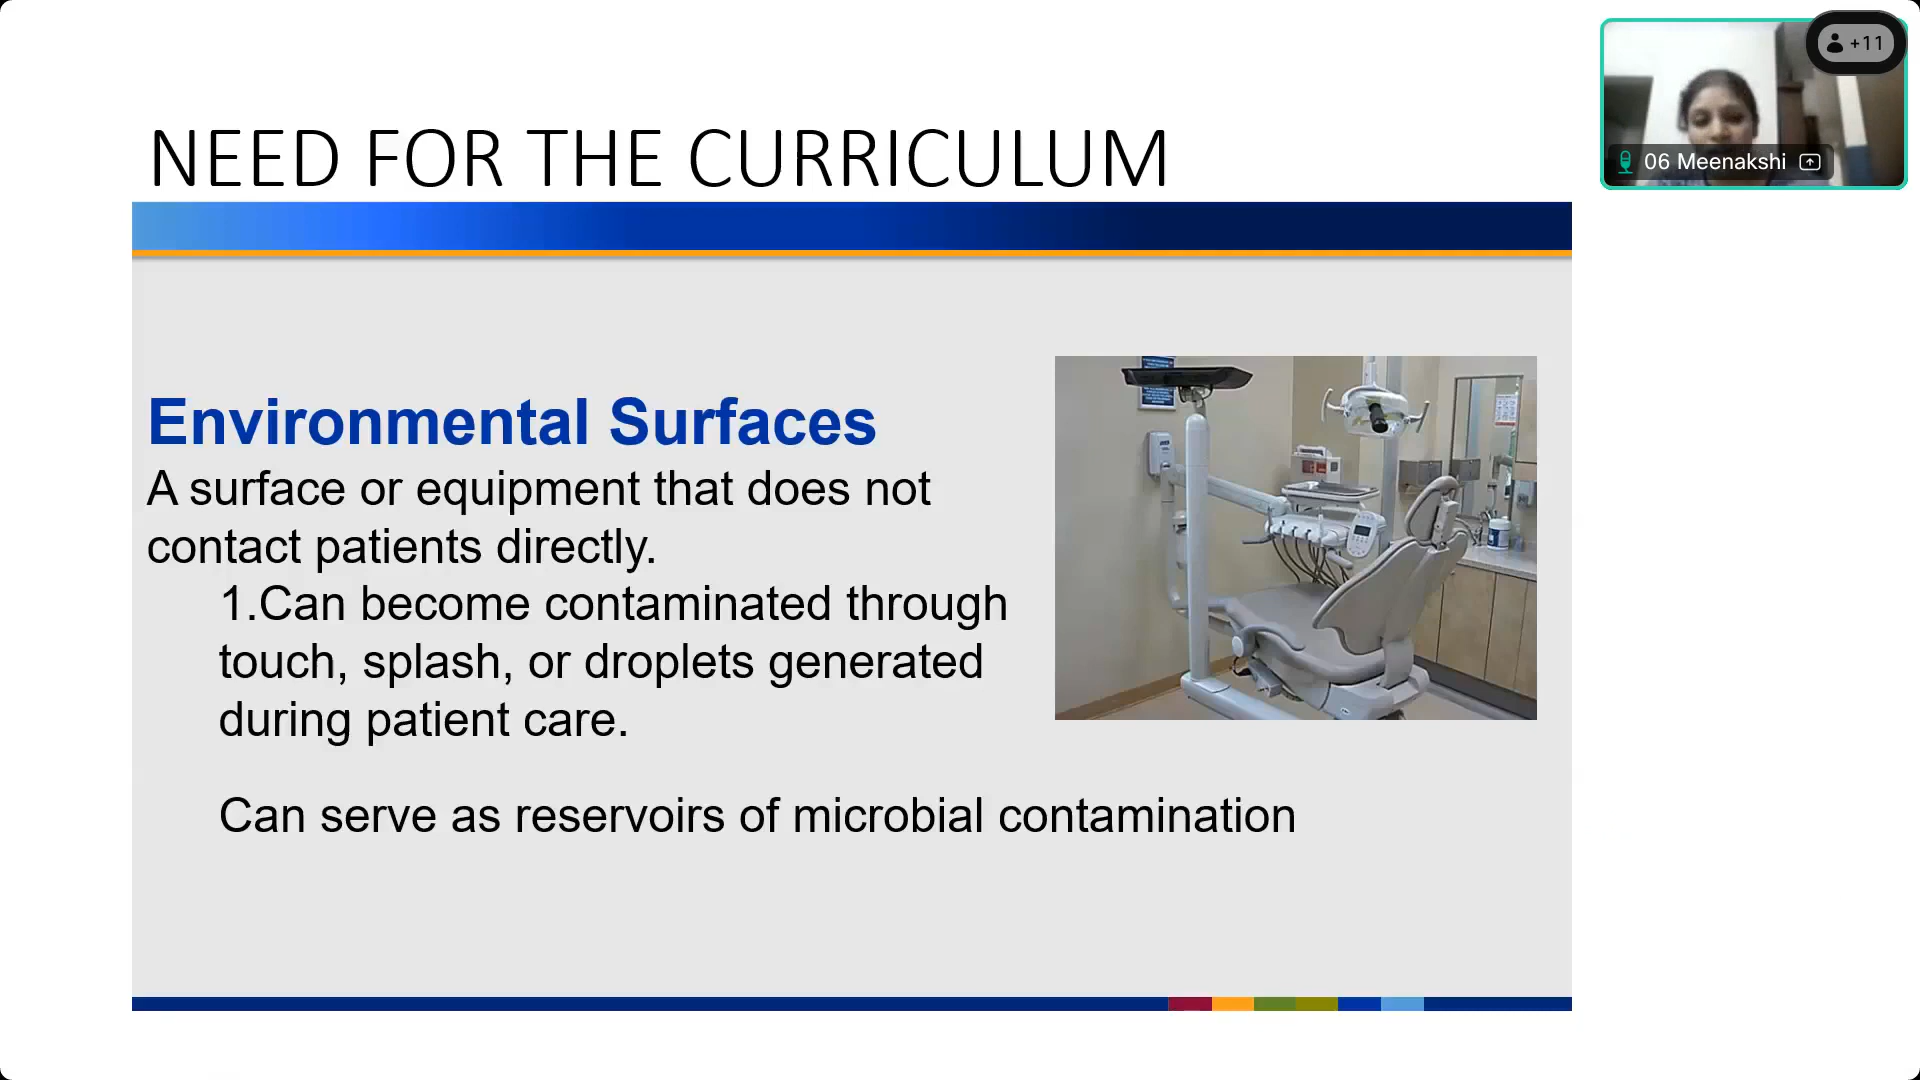 NEED FOR THE CURRICULUM
+11
06 Meenakshi
Environmental Surfaces
A surface or equipment that does not
contact patients directly.
1.Can become contaminated through
touch, splash, or droplets generated
during patient care.
Can serve as reservoirs of microbial contamination